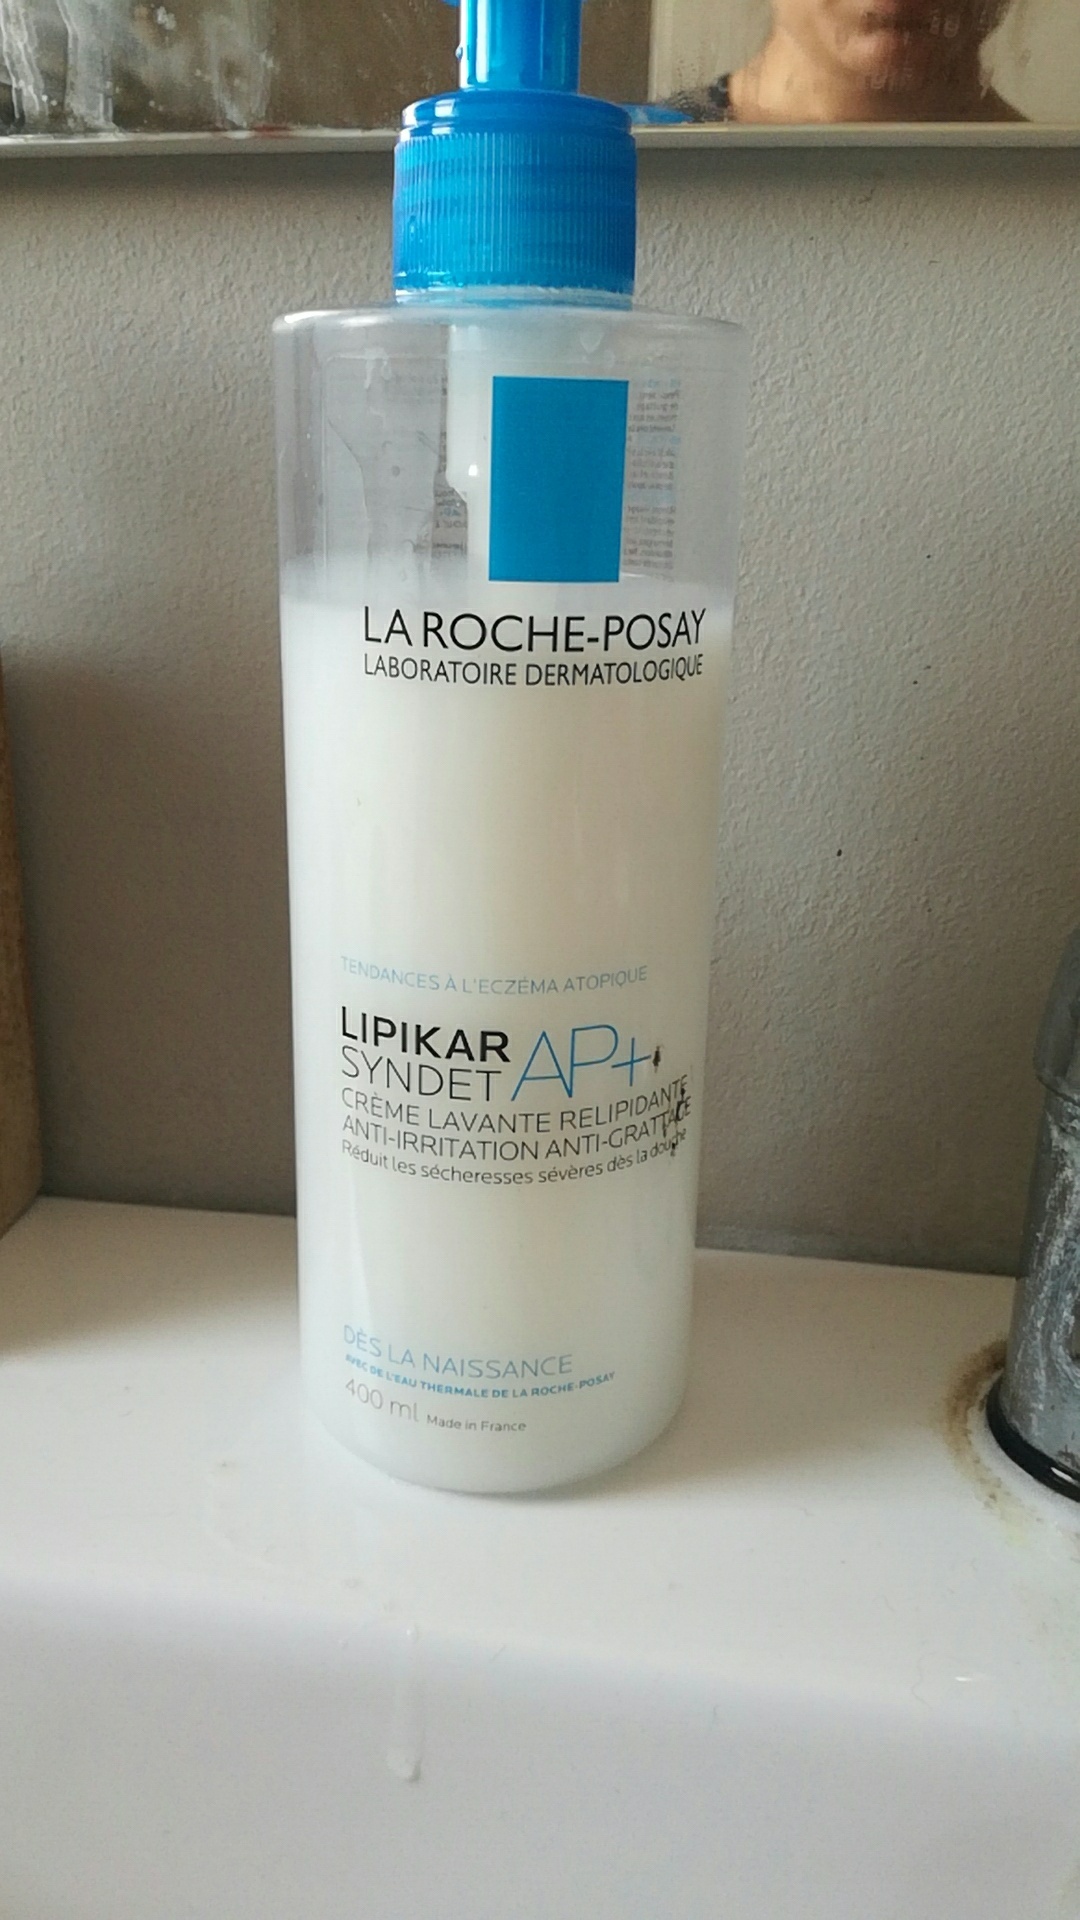 LA ROCHE-POSAY
LABORATOIRE DERMATOLOGIQUE
TENDANCES À L'ECZÉMA ATOPIQUE
LIPIKAR
SYNDET AP+
CRÈME LAVANTE RELIPIDANTE
ANTI-IRRITATION ANTI-GRATTAGE
Réduit les sécheresses sévères dès la douche
DÈS LA NAISSANCE
AVEC DE L'EAU THERMALE DE LA ROCHE-POSAY
400 ml Made in France